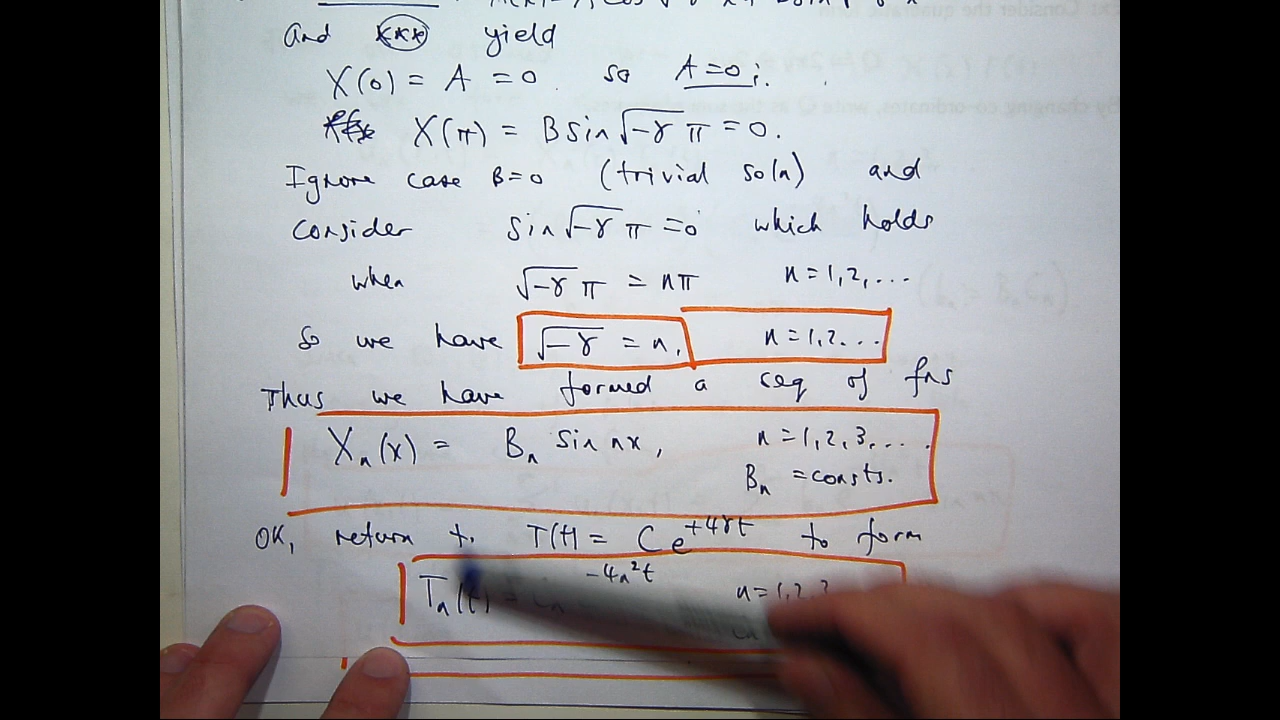 And (***) yield
X(0) = A = 0 so A = 0;.
X(π) = B sin √-γ π = 0.
Ignore case B=0 (trivial soln) and
consider sin √-γ π = 0 which holds
when √-γ π = nπ n = 1, 2, ...
So we have √-γ = n, n = 1, 2...
Thus we have formed a seq of fns
Xn(x) = Bn sin nx, n = 1, 2, 3, ....
Bn = consts.
OK, return to T(t) = C e^+4γt to form
Tn(t) = Cn e^-4n²t n = 1, 2, 3